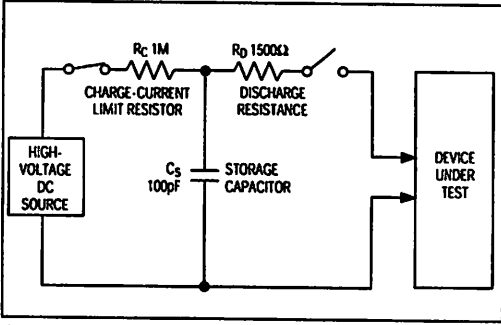 RC 1M
CHARGE-CURRENT
LIMIT RESISTOR
RD 1500Ω
DISCHARGE
RESISTANCE
HIGH-
VOLTAGE
DC
SOURCE
CS
100pF
STORAGE
CAPACITOR
DEVICE
UNDER
TEST